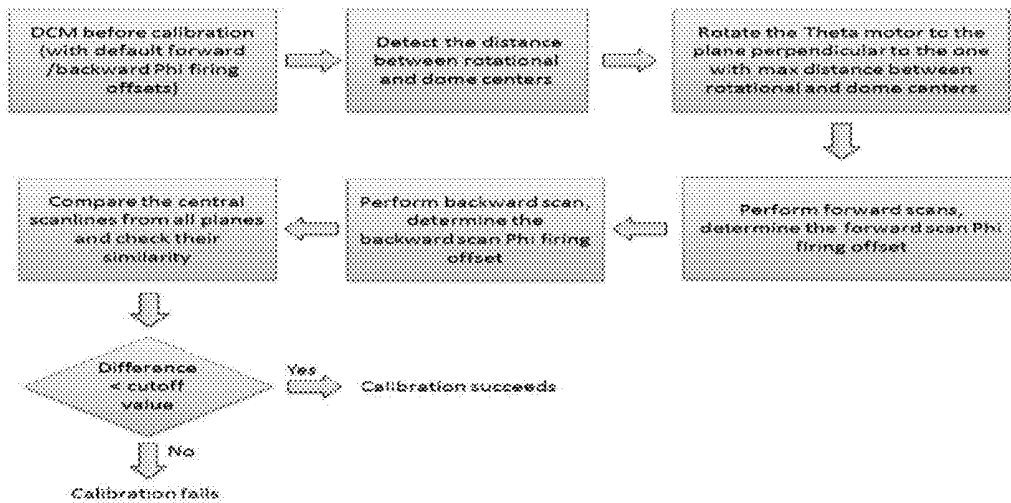 DCM before calibration
(with default forward
/backward Phi firing
offsets)
Detect the distance
between rotational
and dome centers
Rotate the Theta motor to the
plane perpendicular to the one
with max distance between
rotational and dome centers
Perform forward scans,
determine the forward scan Phi
firing offset
Perform backward scan,
determine the
backward scan Phi firing
offset
Compare the central
scanlines from all planes
and check their
similarity
Difference
< cutoff
value
Yes
Calibration succeeds
No
Calibration fails